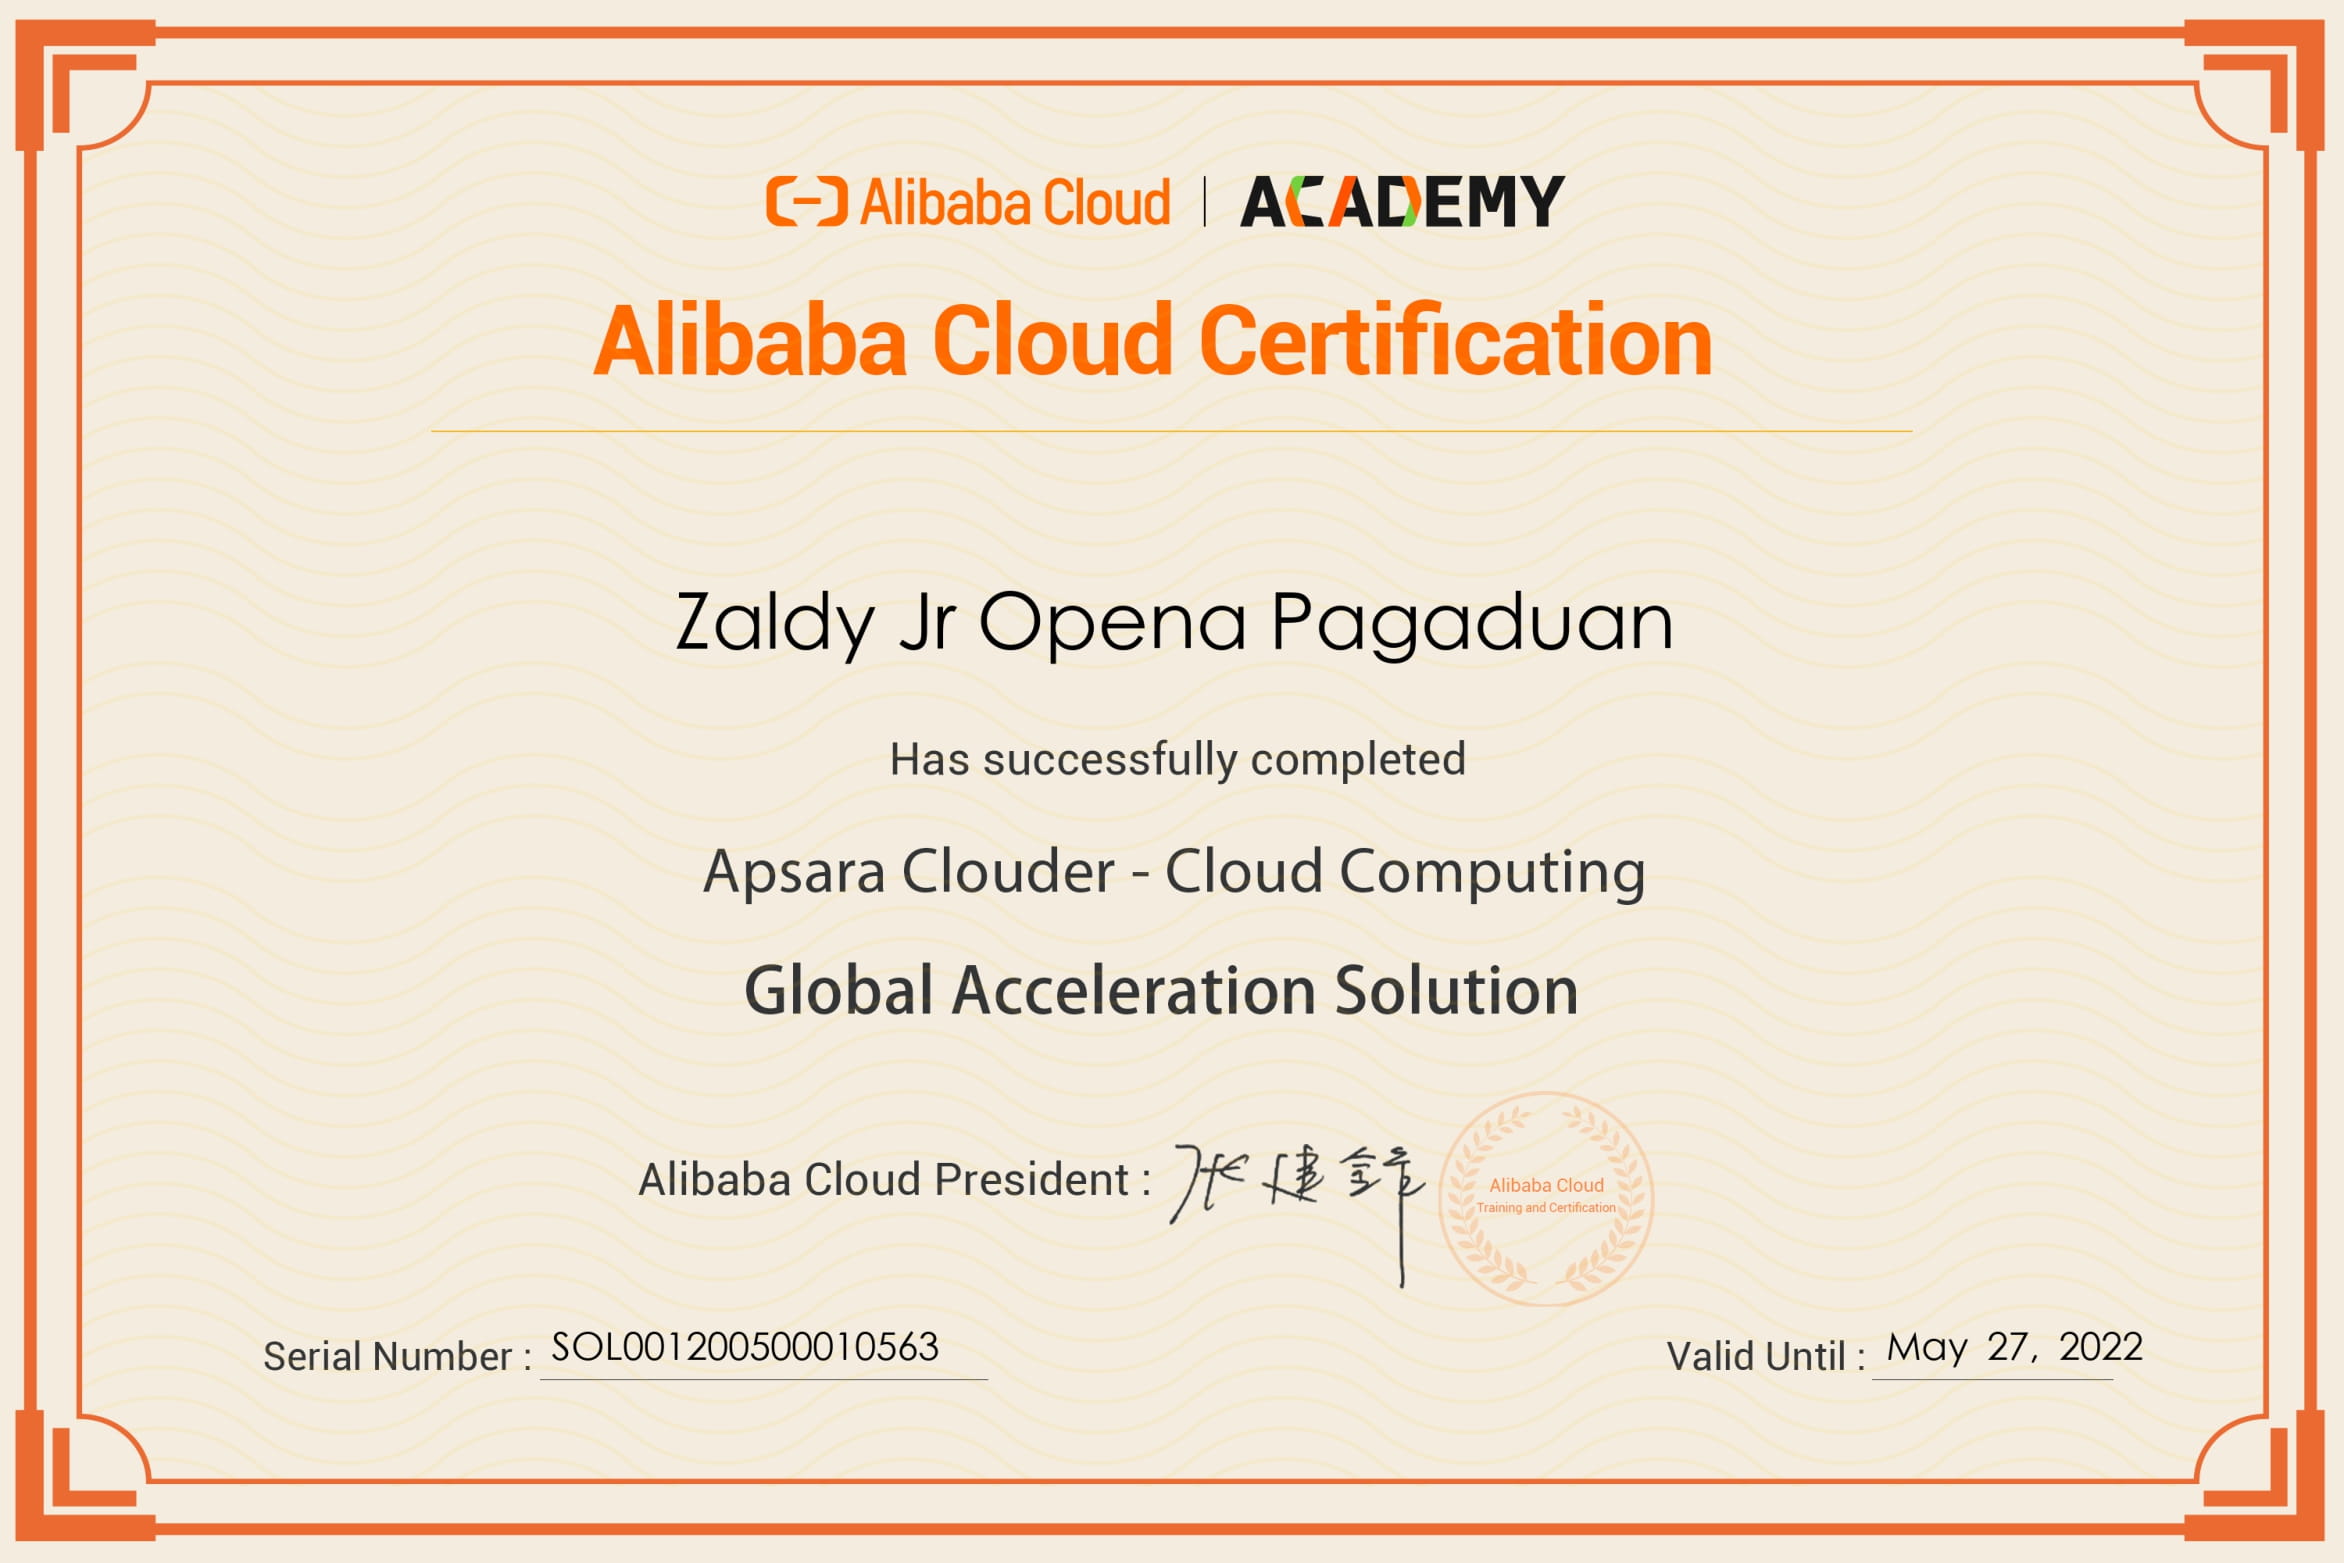 Alibaba Cloud | ACADEMY
Alibaba Cloud Certification
Zaldy Jr Opena Pagaduan
Has successfully completed
Apsara Clouder - Cloud Computing
Global Acceleration Solution
Alibaba Cloud President : 张建锋
Alibaba Cloud
Training and Certification
Serial Number : SOL001200500010563
Valid Until : May 27, 2022